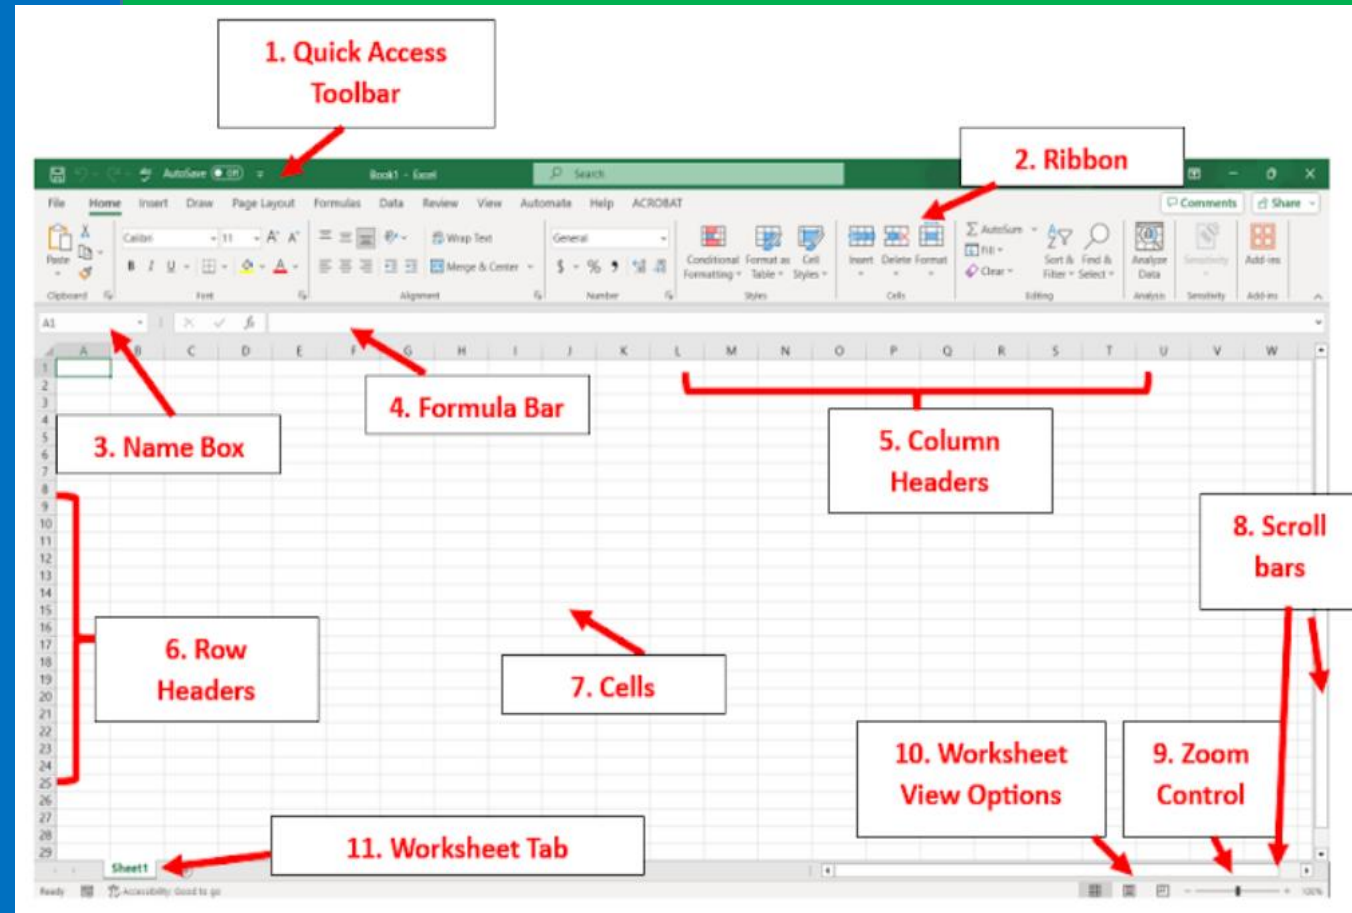 1. Quick Access
Toolbar
2. Ribbon
AutoSave Off
Book1 - Excel
Search
File Home Insert Draw Page Layout Formulas Data Review View Automate Help ACROBAT
Comments Share
Paste
Calibri 11
Wrap Text
Merge & Center
General
$ % 9
B I U
A A A
Conditional Formatting
Format as Table
Cell Styles
Insert Delete Format
AutoSum
Fill
Clear
Sort & Filter
Find & Select
Analyze Data
Sensitivity
Add-ins
Clipboard Font Alignment Number Styles Cells Editing Analysis Sensitivity Add-ins
A1 fx
A B C D E F G H I J K L M N O P Q R S T U V W
1
2
3
4
5
6
7
8
9
10
11
12
13
14
15
16
17
18
19
20
21
22
23
24
25
26
27
28
29
3. Name Box
4. Formula Bar
5. Column
Headers
6. Row
Headers
7. Cells
8. Scroll
bars
9. Zoom
Control
10. Worksheet
View Options
11. Worksheet Tab
Sheet1
Ready Accessibility: Good to go
100%